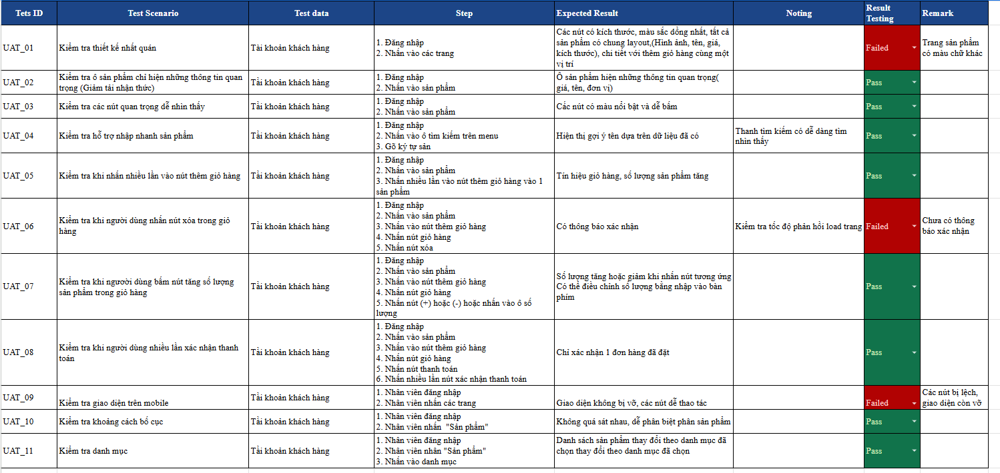 Tets ID
Test Scenario
Test data
Step
Expected Result
Noting
Result
Testing
Remark
UAT_01
Kiểm tra thiết kế nhất quán
Tài khoản khách hàng
1. Đăng nhập
2. Nhấn vào các trang
Các nút có kích thước, màu sắc đồng nhất, tất cả
sản phẩm có chung layout,(Hình ảnh, tên, giá,
kích thước), chi tiết với thêm giỏ hàng cùng một
vị trí
Failed
Trang sản phẩm
có màu chữ khác
UAT_02
Kiểm tra ô sản phẩm chỉ hiện những thông tin quan
trọng (Giảm tải nhận thức)
Tài khoản khách hàng
1. Đăng nhập
2. Nhấn vào sản phẩm
Ô sản phẩm hiện những thông tin quan trọng(
giá, tên, đơn vị)
Pass
UAT_03
Kiểm tra các nút quan trọng dễ nhìn thấy
Tài khoản khách hàng
1. Đăng nhập
2. Nhấn vào sản phẩm
Các nút có màu nổi bật và dễ bấm
Pass
UAT_04
Kiểm tra hỗ trợ nhập nhanh sản phẩm
Tài khoản khách hàng
1. Đăng nhập
2. Nhấn vào ô tìm kiếm trên menu
3. Gõ ký tự sản
Hiện thị gợi ý tên dựa trên dữ liệu đã có
Thanh tìm kiếm có dễ dàng tìm
nhìn thấy
Pass
UAT_05
Kiểm tra khi nhấn nhiều lần vào nút thêm giỏ hàng
Tài khoản khách hàng
1. Đăng nhập
2. Nhấn vào sản phẩm
3. Nhấn nhiều lần vào nút thêm giỏ hàng vào 1
sản phẩm
Tín hiệu giỏ hàng, số lượng sản phẩm tăng
Pass
UAT_06
Kiểm tra khi người dùng nhấn nút xóa trong giỏ
hàng
Tài khoản khách hàng
1. Đăng nhập
2. Nhấn vào sản phẩm
3. Nhấn vào nút thêm giỏ hàng
4. Nhấn nút giỏ hàng
5. Nhấn nút xóa
Có thông báo xác nhận
Kiểm tra tốc độ phản hồi load trang
Failed
Chưa có thông
báo xác nhận
UAT_07
Kiểm tra khi ngươời dùng bấm nút tăng số lượng
sản phẩm trong giỏ hàng
Tài khoản khách hàng
1. Đăng nhập
2. Nhấn vào sản phẩm
3. Nhấn vào nút thêm giỏ hàng
4. Nhấn nút giỏ hàng
5. Nhấn nút (+) hoặc (-) hoặc nhấn vào ô số
lượng
Số lượng tăng hoặc giảm khi nhấn nút tương ứng
Có thể điều chỉnh số lượng bằng nhập vào bàn
phím
Pass
UAT_08
Kiểm tra khi người dùng nhiều lần xác nhận thanh
toán
Tài khoản khách hàng
1. Đăng nhập
2. Nhấn vào sản phẩm
3. Nhấn vào nút thêm giỏ hàng
4. Nhấn nút giỏ hàng
5. Nhấn nút thanh toán
6. Nhấn nhiều lần nút xác nhận thanh toán
Chỉ xác nhận 1 đơn hàng đã đặt
Pass
UAT_09
Kiểm tra giao diện trên mobile
Tài khoản khách hàng
1. Nhân viên đăng nhập
2. Nhân viên nhấn các trang
Giao diện không bị vỡ, các nút dễ thao tác
Failed
Các nút bị lệch,
giao diện còn vỡ
UAT_10
Kiểm tra khoảng cách bố cục
Tài khoản khách hàng
1. Nhân viên đăng nhập
2. Nhân viên nhấn "Sản phẩm"
Không quá sát nhau, dễ phân biệt phân sản phẩm
Pass
UAT_11
Kiểm tra danh mục
Tài khoản khách hàng
1. Nhân viên đăng nhập
2. Nhân viên nhân "Sản phẩm"
3. Nhấn vào danh mục
Danh sách sản phẩm thay đổi theo danh mục đã
chọn thay đổi theo danh mục đã chọn
Pass